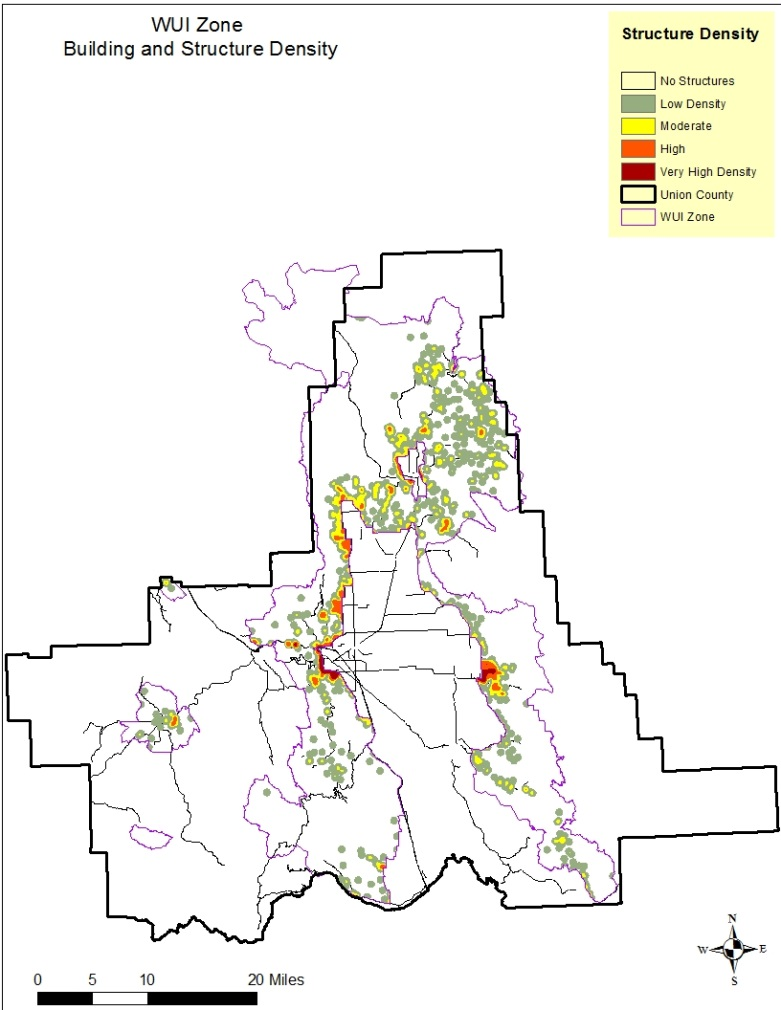 WUI Zone
Building and Structure Density
Structure Density
No Structures
Low Density
Moderate
High
Very High Density
Union County
WUI Zone
N
W E
S
0 5 10 20 Miles